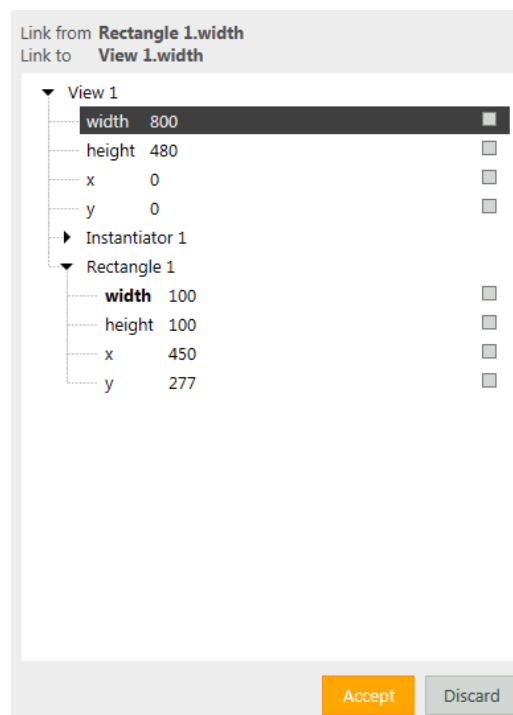 Link from Rectangle 1.width
Link to View 1.width
View 1
width 800
height 480
x 0
y 0
Instantiator 1
Rectangle 1
width 100
height 100
x 450
y 277
Accept Discard